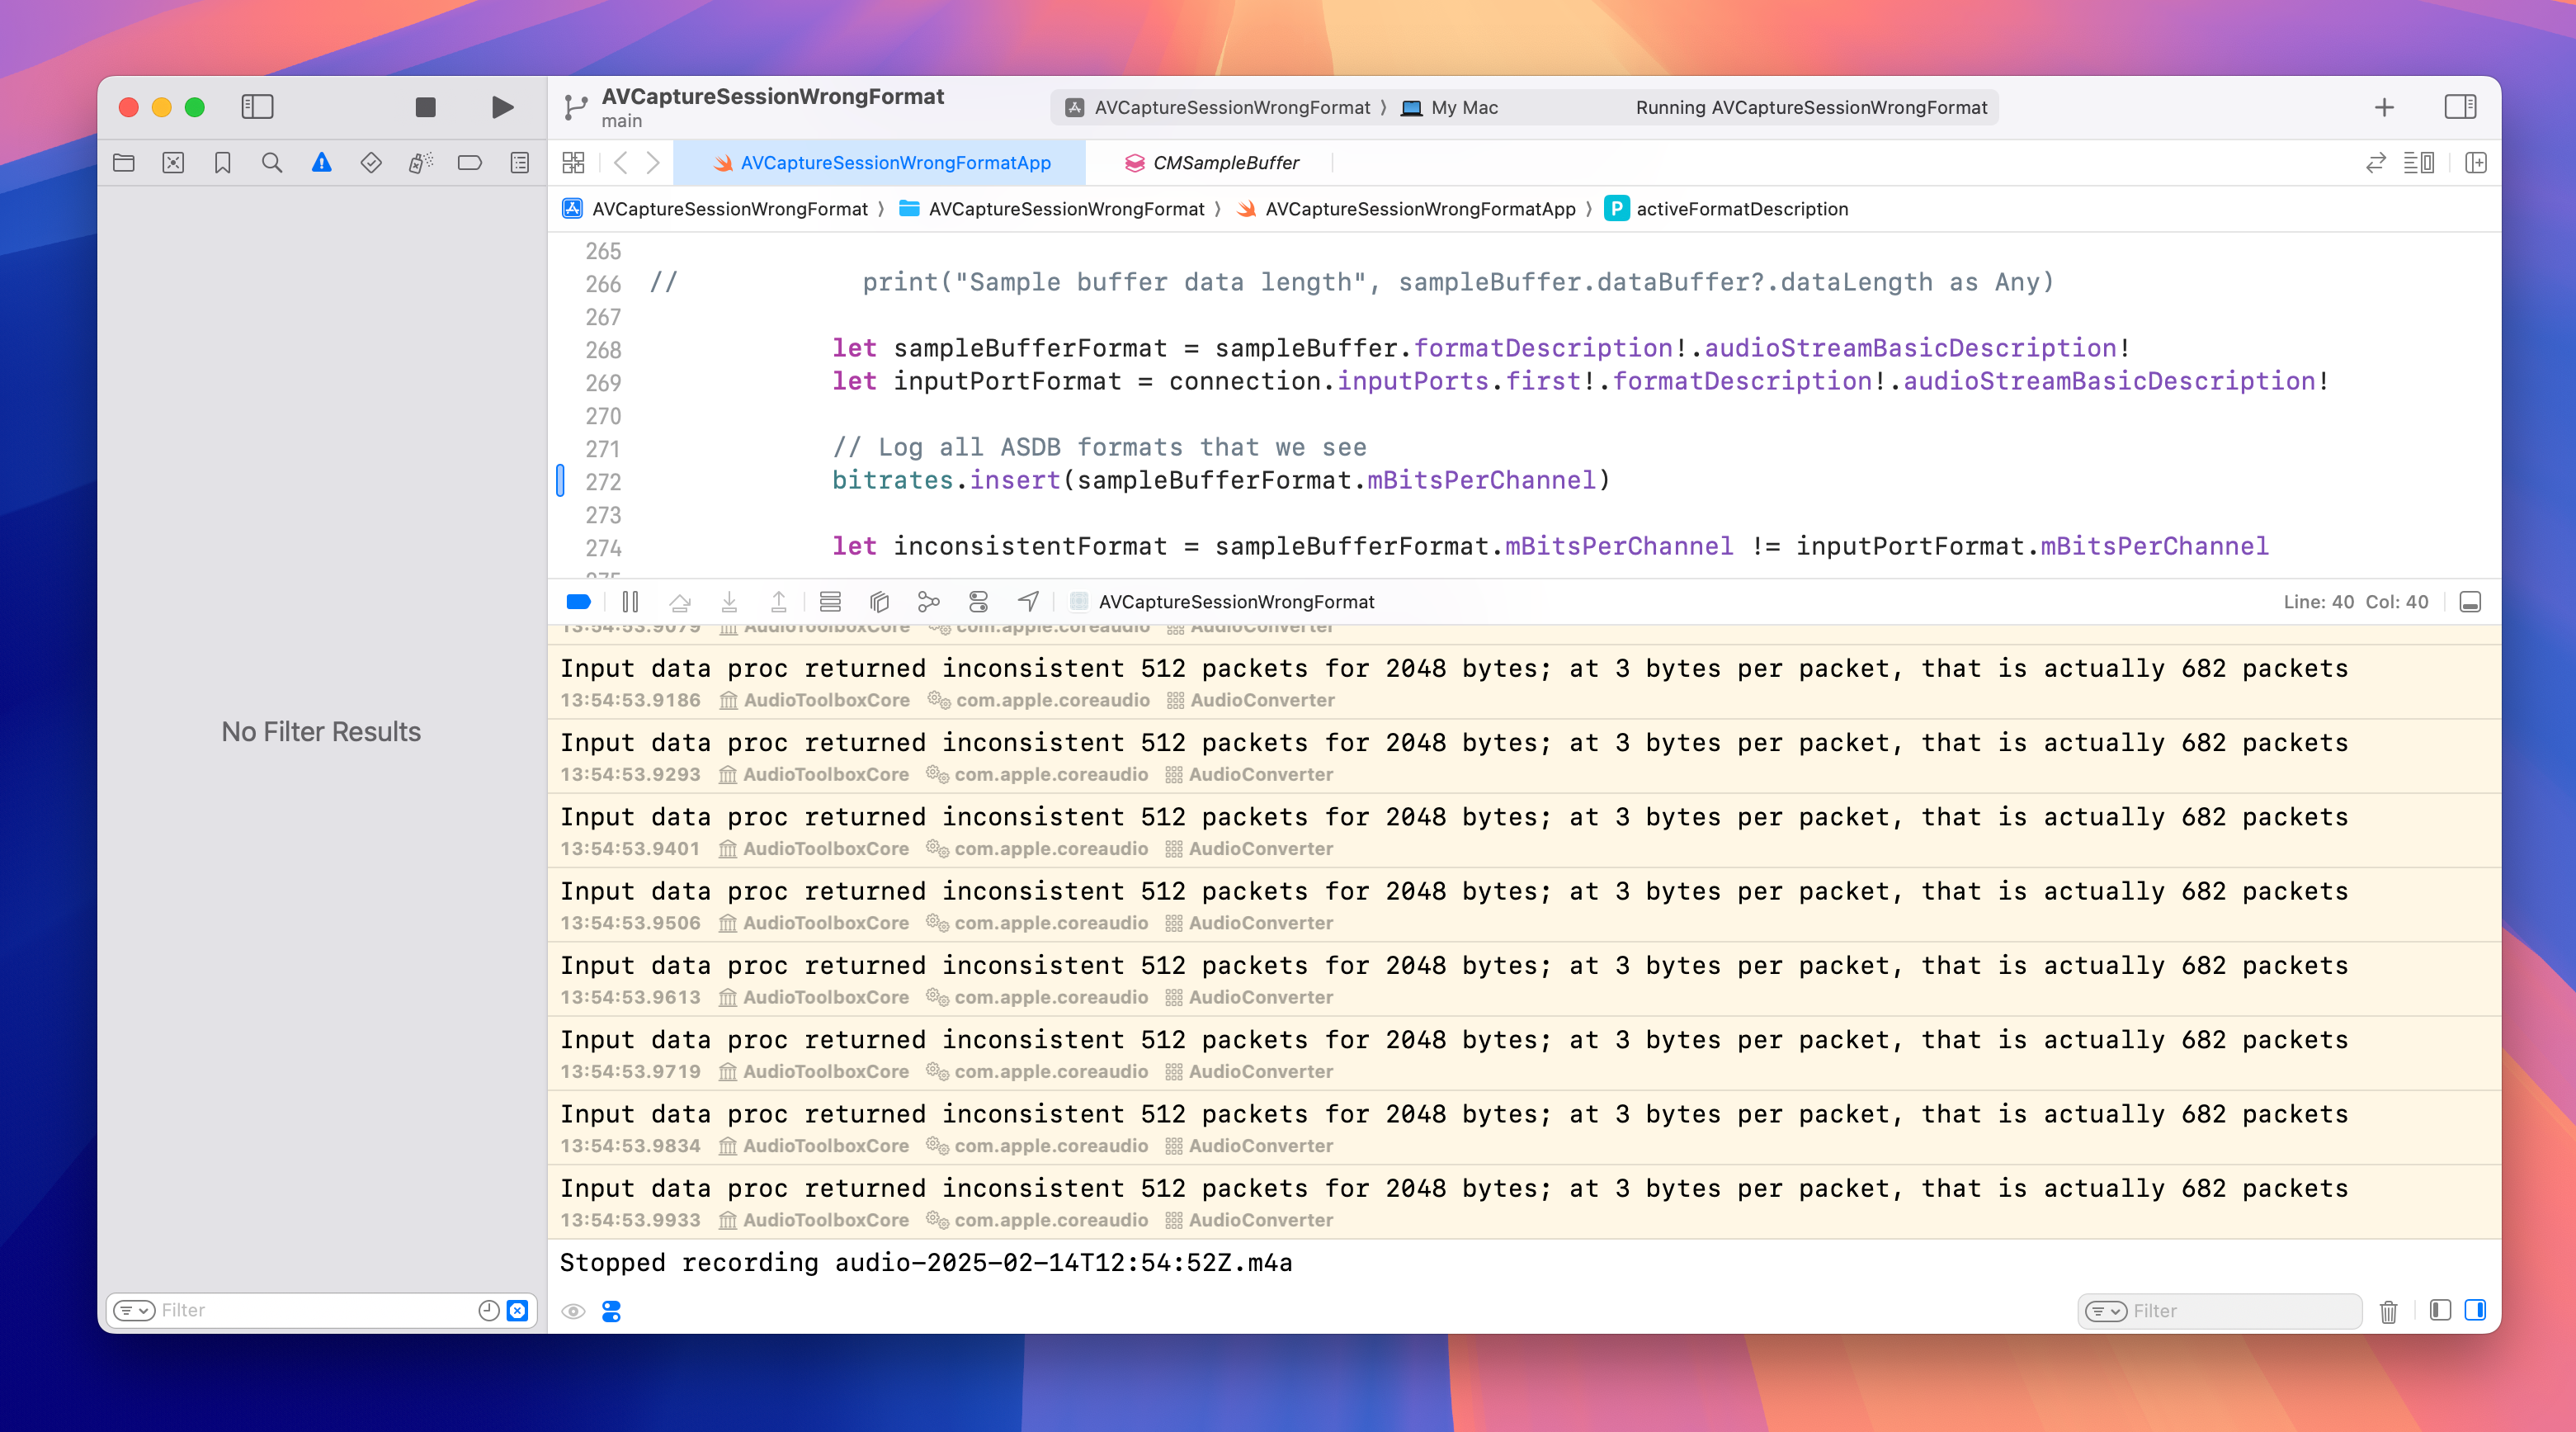 AVCaptureSessionWrongFormat
main
AVCaptureSessionWrongFormat 〉 My Mac
Running AVCaptureSessionWrongFormat
AVCaptureSessionWrongFormatApp
CMSampleBuffer
AVCaptureSessionWrongFormat 〉 AVCaptureSessionWrongFormat 〉 AVCaptureSessionWrongFormatApp 〉 P activeFormatDescription
265
266 // print("Sample buffer data length", sampleBuffer.dataBuffer?.dataLength as Any)
267
268 let sampleBufferFormat = sampleBuffer.formatDescription!.audioStreamBasicDescription!
269 let inputPortFormat = connection.inputPorts.first!.formatDescription!.audioStreamBasicDescription!
270
271 // Log all ASDB formats that we see
272 bitrates.insert(sampleBufferFormat.mBitsPerChannel)
273
274 let inconsistentFormat = sampleBufferFormat.mBitsPerChannel != inputPortFormat.mBitsPerChannel
275
AVCaptureSessionWrongFormat
Line: 40 Col: 40
13:54:53.9079 AudioToolboxCore com.apple.coreaudio AudioConverter
Input data proc returned inconsistent 512 packets for 2048 bytes; at 3 bytes per packet, that is actually 682 packets
13:54:53.9186 AudioToolboxCore com.apple.coreaudio AudioConverter
Input data proc returned inconsistent 512 packets for 2048 bytes; at 3 bytes per packet, that is actually 682 packets
13:54:53.9293 AudioToolboxCore com.apple.coreaudio AudioConverter
Input data proc returned inconsistent 512 packets for 2048 bytes; at 3 bytes per packet, that is actually 682 packets
13:54:53.9401 AudioToolboxCore com.apple.coreaudio AudioConverter
Input data proc returned inconsistent 512 packets for 2048 bytes; at 3 bytes per packet, that is actually 682 packets
13:54:53.9506 AudioToolboxCore com.apple.coreaudio AudioConverter
Input data proc returned inconsistent 512 packets for 2048 bytes; at 3 bytes per packet, that is actually 682 packets
13:54:53.9613 AudioToolboxCore com.apple.coreaudio AudioConverter
Input data proc returned inconsistent 512 packets for 2048 bytes; at 3 bytes per packet, that is actually 682 packets
13:54:53.9719 AudioToolboxCore com.apple.coreaudio AudioConverter
Input data proc returned inconsistent 512 packets for 2048 bytes; at 3 bytes per packet, that is actually 682 packets
13:54:53.9834 AudioToolboxCore com.apple.coreaudio AudioConverter
Input data proc returned inconsistent 512 packets for 2048 bytes; at 3 bytes per packet, that is actually 682 packets
13:54:53.9933 AudioToolboxCore com.apple.coreaudio AudioConverter
Stopped recording audio-2025-02-14T12:54:52Z.m4a
No Filter Results
Filter
Filter